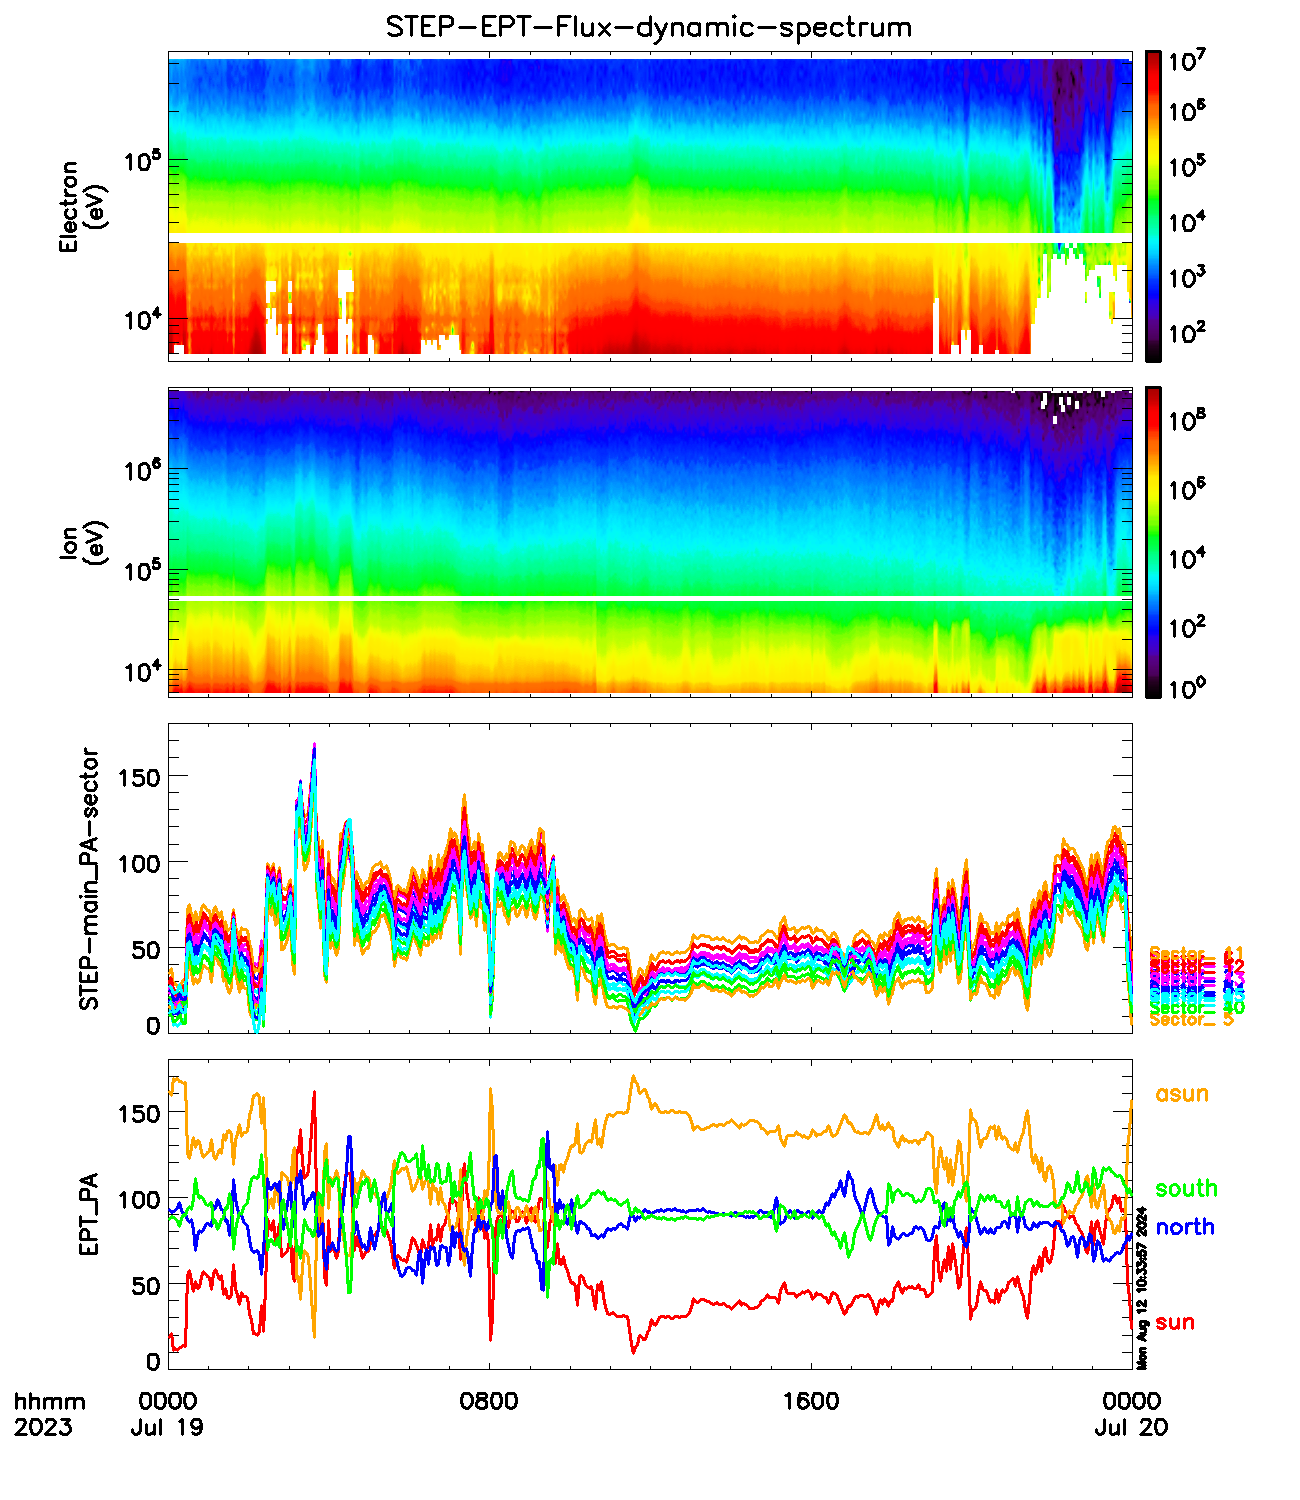 STEP-EPT-Flux-dynamic-spectrum
Electron
(eV)
10^5
10^4
10^7
10^6
10^5
10^4
10^3
10^2
Ion
(eV)
10^6
10^5
10^4
10^8
10^6
10^4
10^2
10^0
STEP-main_PA-sector
150
100
50
0
Sector_
Sector_ 5
EPT_PA
150
100
50
0
asun
south
north
sun
Mon Aug 12 10:33:57 2024
hhmm 0000 0800 1600 0000
2023 Jul 19 Jul 20